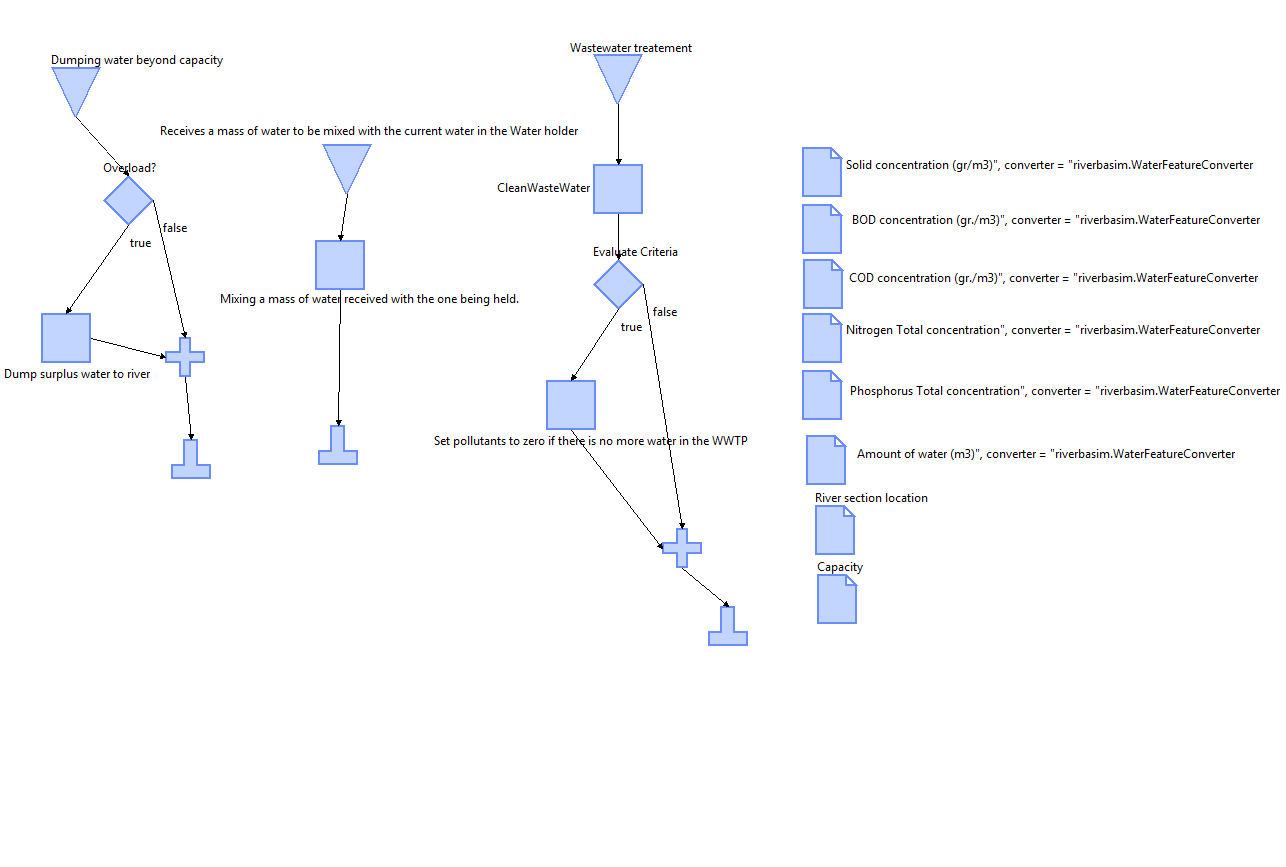 Dumping water beyond capacity
Overload?
false
true
Dump surplus water to river
Receives a mass of water to be mixed with the current water in the Water holder
Mixing a mass of water received with the one being held.
Wastewater treatement
CleanWasteWater
Evaluate Criteria
false
true
Set pollutants to zero if there is no more water in the WWTP
Solid concentration (gr/m3)", converter = "riverbasim.WaterFeatureConverter
BOD concentration (gr./m3)", converter = "riverbasim.WaterFeatureConverter
COD concentration (gr./m3)", converter = "riverbasim.WaterFeatureConverter
Nitrogen Total concentration", converter = "riverbasim.WaterFeatureConverter
Phosphorus Total concentration", converter = "riverbasim.WaterFeatureConverter
Amount of water (m3)", converter = "riverbasim.WaterFeatureConverter
River section location
Capacity